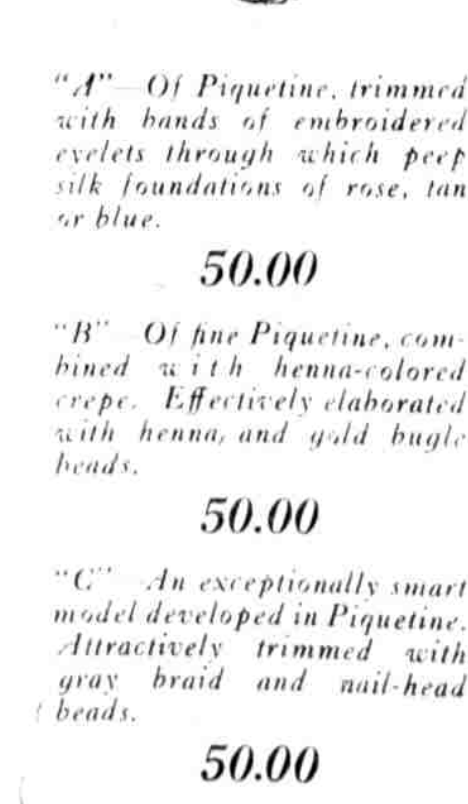 "A" Of Piquetine, trimmed
with bands of embroidered
eyelets through which peep
silk foundations of rose, tan
or blue.
50.00
"B" Of fine Piquetine, com-
bined with henna-colored
crepe. Effectively elaborated
with henna, and gold bugle
beads.
50.00
"C" An exceptionally smart
model developed in Piquetine.
Attractively trimmed with
gray braid and nail-head
beads.
50.00